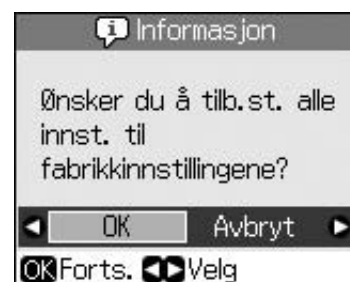 Informasjon
Ønsker du å tilb.st. alle
innst. til
fabrikkinnstillingene?
OK Avbryt
OK Forts. Velg